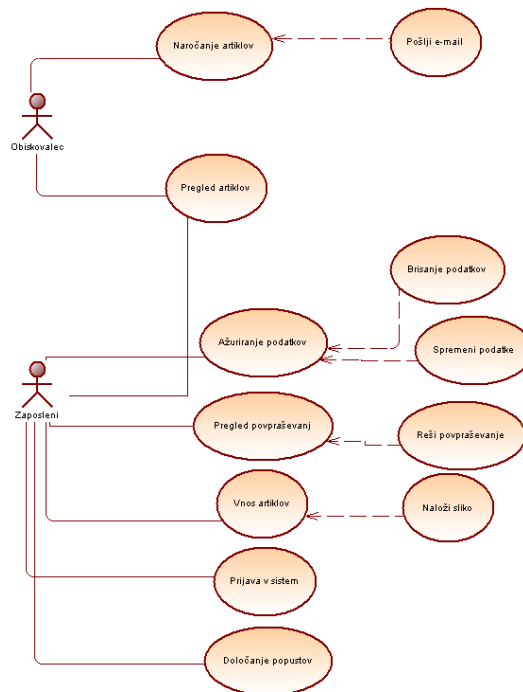 Naročanje artiklov
Pošlji e-mail
Obiskovalec
Pregled artiklov
Brisanje podatkov
Ažuriranje podatkov
Spremeni podatke
Zaposleni
Pregled povpraševanj
Reši povpraševanje
Vnos artiklov
Naloži sliko
Prijava v sistem
Določanje popustov